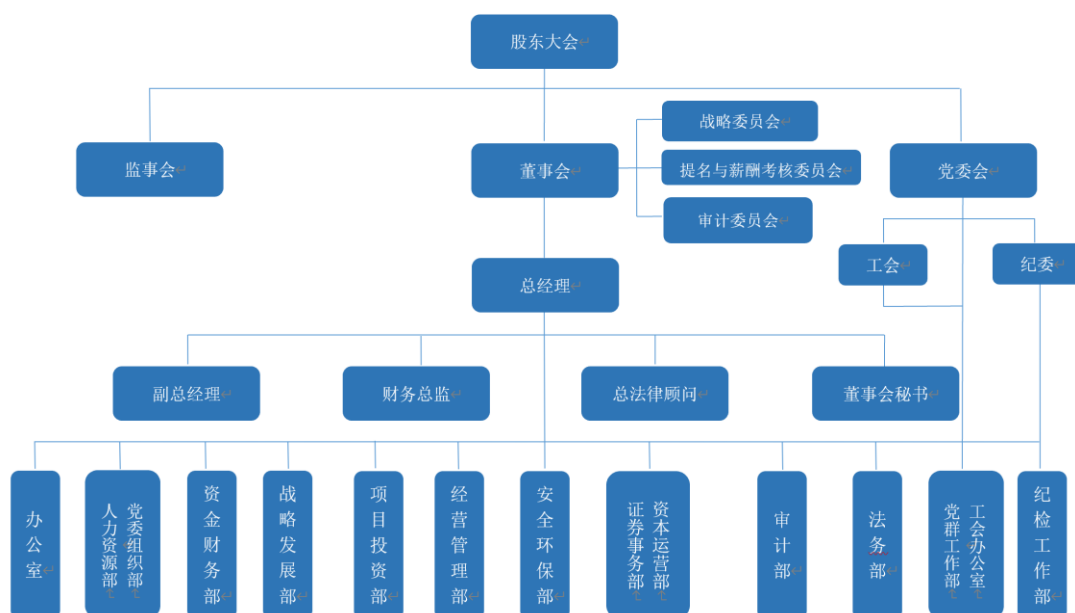 股东大会
监事会
董事会
战略委员会
提名与薪酬考核委员会
审计委员会
党委会
工会
纪委
总经理
副总经理
财务总监
总法律顾问
董事会秘书
办公室
党委组织部
人力资源部
资金财务部
战略发展部
项目投资部
经营管理部
安全环保部
资本运营部
证券事务部
审计部
法务部
工会办公室
党群工作部
纪检工作部